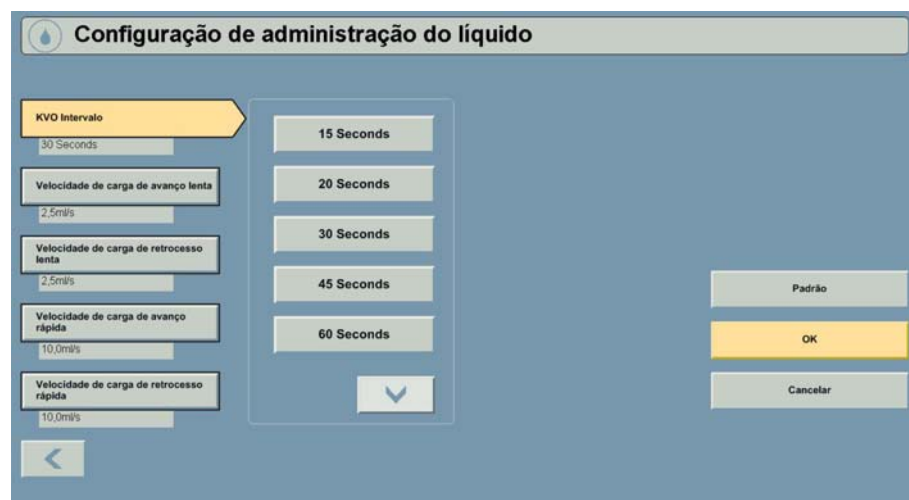 Configuração de administração do líquido
KVO Intervalo
30 Seconds
Velocidade de carga de avanço lenta
2,5ml/s
Velocidade de carga de retrocesso
lenta
2,5ml/s
Velocidade de carga de avanço
rápida
10,0ml/s
Velocidade de carga de retrocesso
rápida
10,0ml/s
15 Seconds
20 Seconds
30 Seconds
45 Seconds
60 Seconds
Padrão
OK
Cancelar